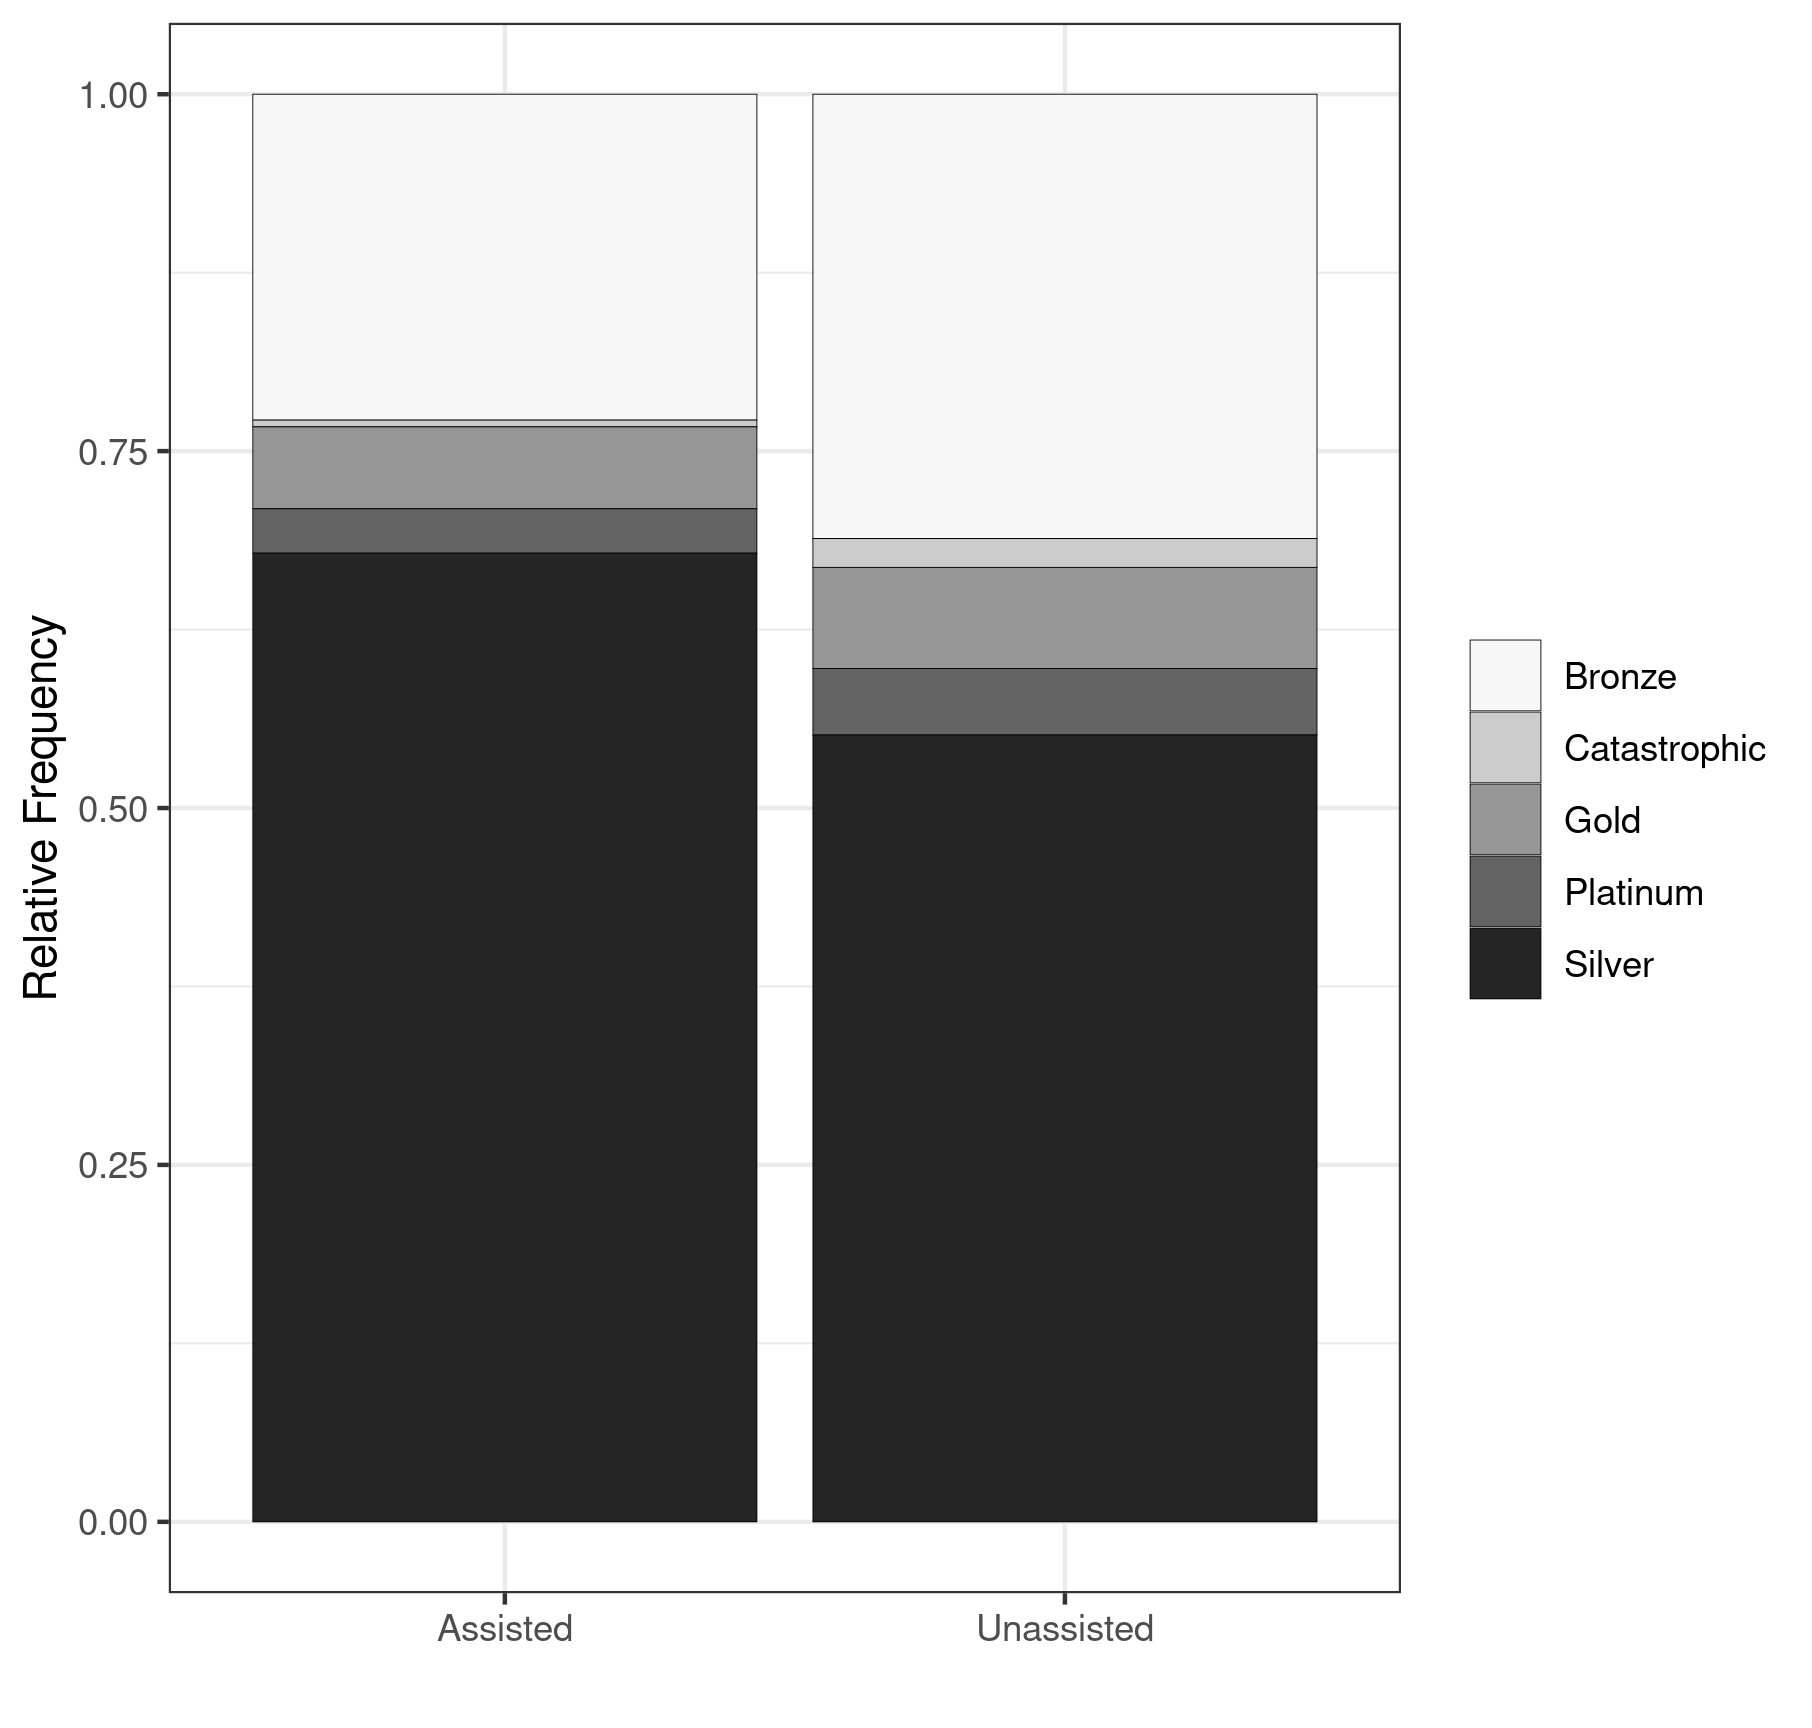 Relative Frequency
1.00
0.75
0.50
0.25
0.00
Assisted
Unassisted
Bronze
Catastrophic
Gold
Platinum
Silver